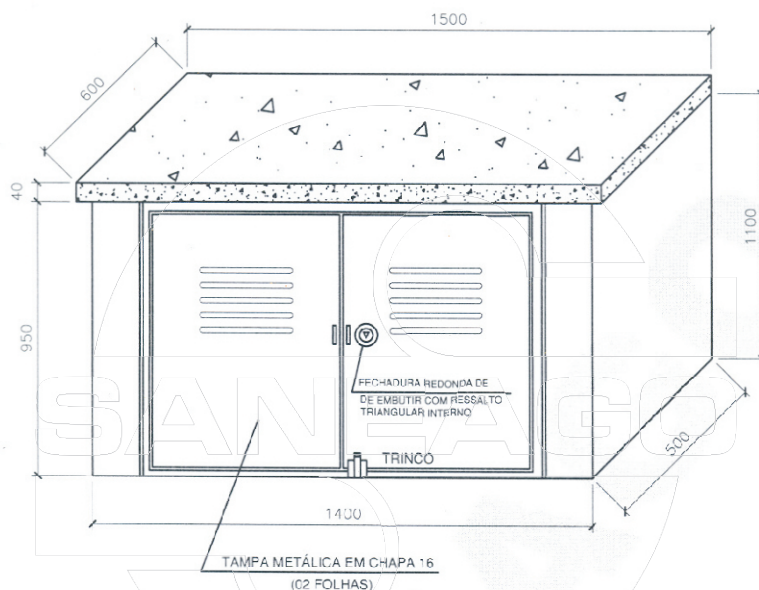 1500
600
40
1100
950
FECHADURA REDONDA DE
DE EMBUTIR COM RESSALTO
TRIANGULAR INTERNO
SANEAGO
TRINCO
500
1400
TAMPA METÁLICA EM CHAPA 16
(02 FOLHAS)